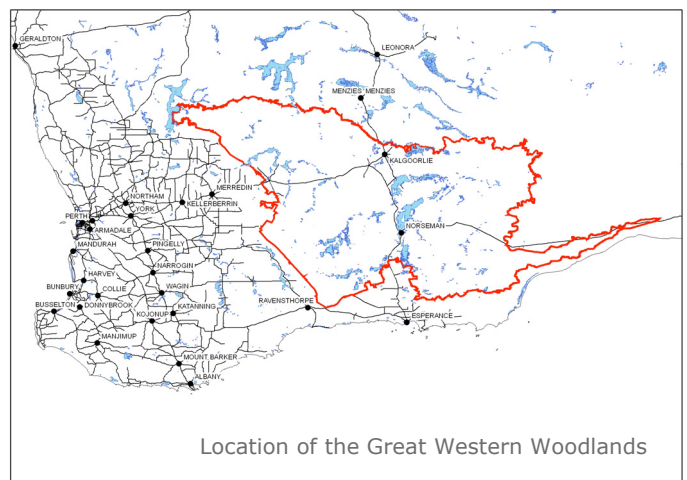 GERALDTON
LEONORA
MENZIES MENZIES
KALGOORLIE
MERREDIN
NORTHAM
KELLERBERRIN
YORK
PERTH
ARMADALE
NORSEMAN
MANDURAH
PINGELLY
NARROGIN
HARVEY
WAGIN
BUNBURY
COLLIE
RAVENSTHORPE
DONNYBROOK
KATANNING
BUSSELTON
KOJONUP
ESPERANCE
MANJIMUP
MOUNT BARKER
ALBANY
Location of the Great Western Woodlands